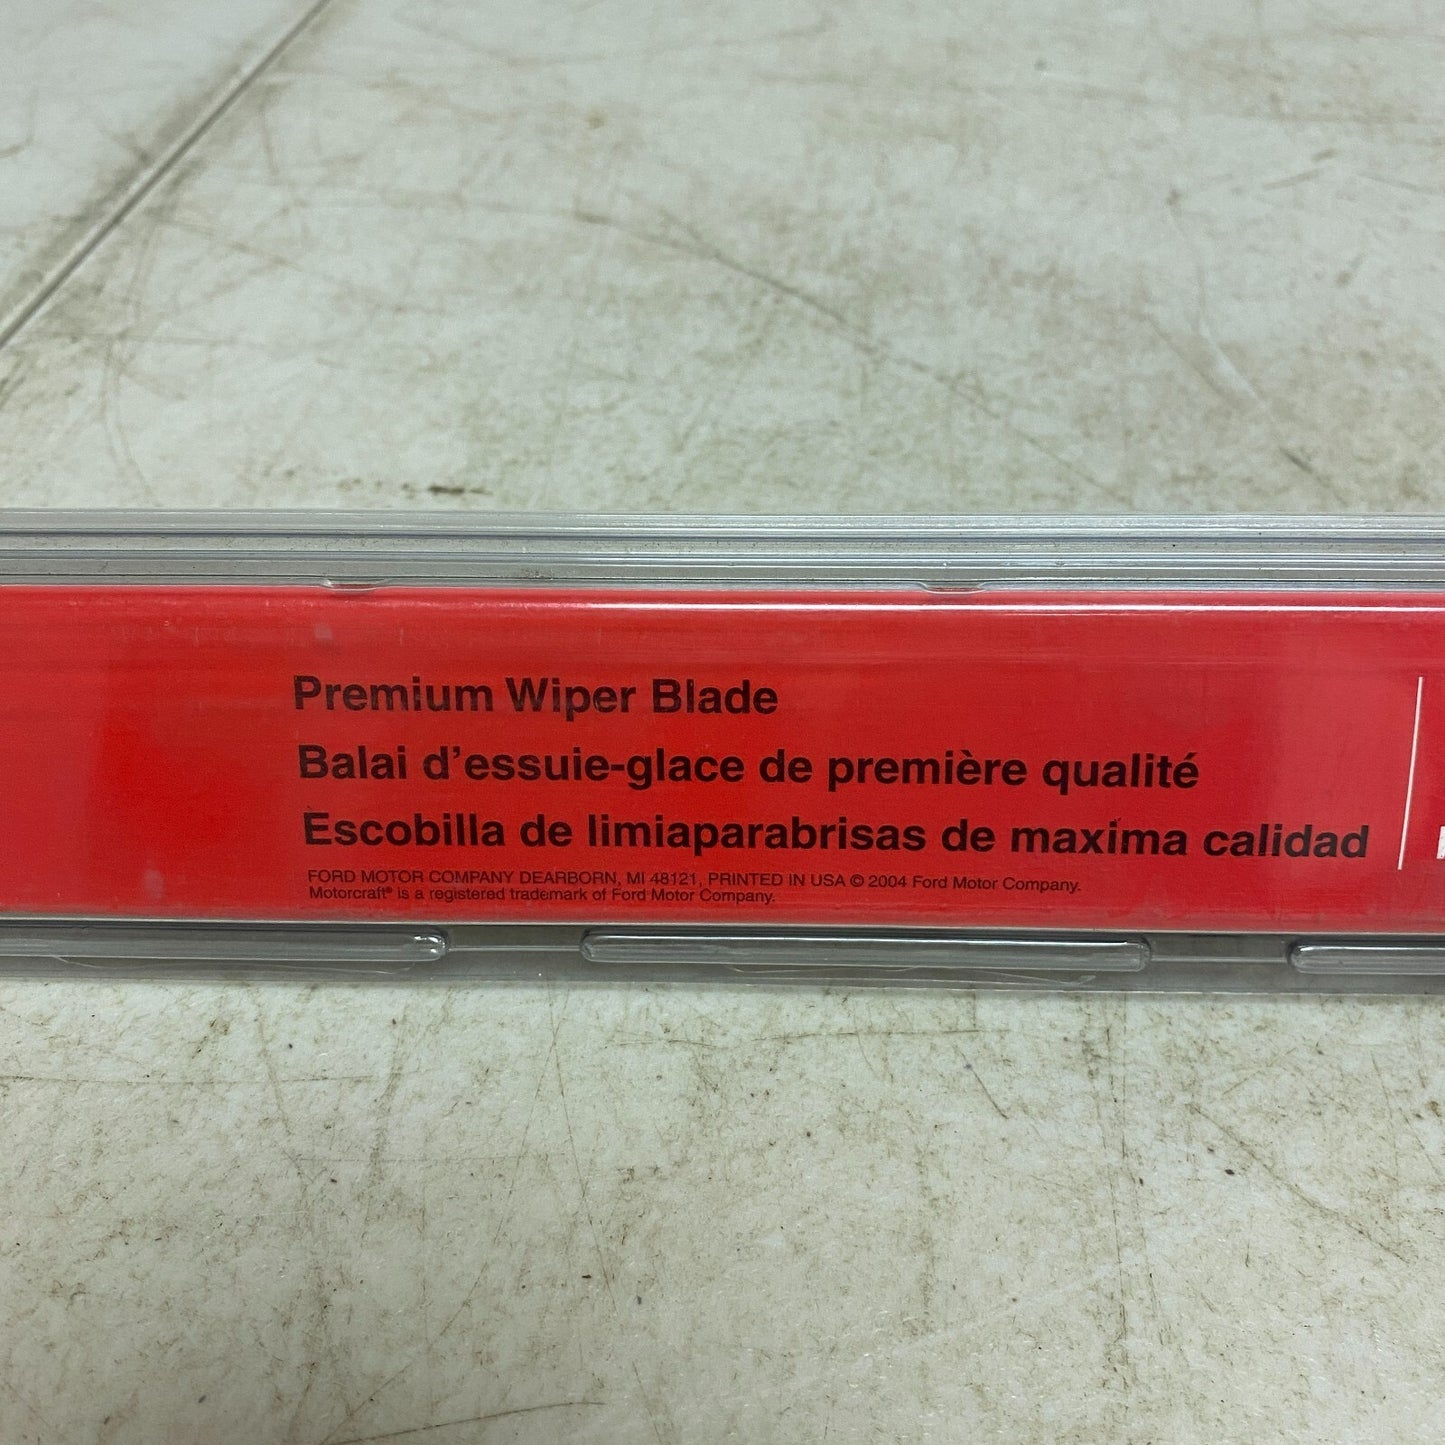 Premium Wiper Blade
Balai d'essuie-glace de première qualité
Escobilla de limiaparabrisas de maxima calidad
FORD MOTOR COMPANY DEARBORN, MI 48121, PRINTED IN USA © 2004 Ford Motor Company.
Motorcraft® is a registered trademark of Ford Motor Company.